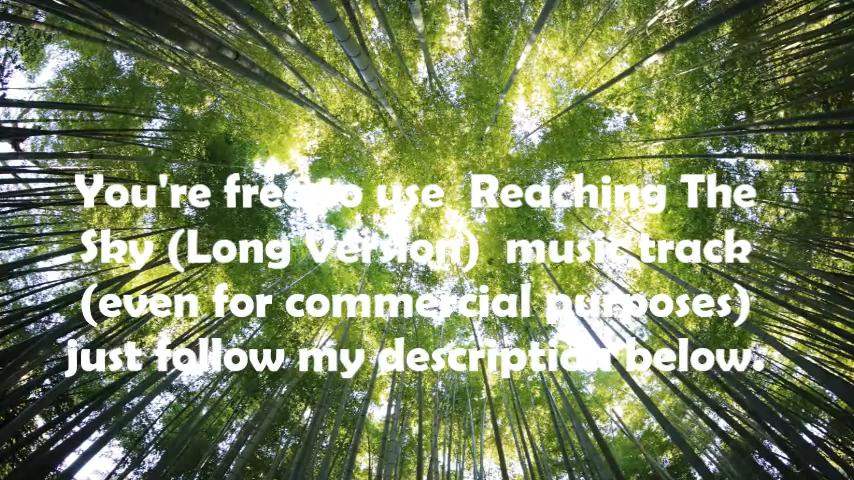 You're free to use  Reaching The
Sky (Long Version)  music track
(even for commercial purposes)
just follow my description below.